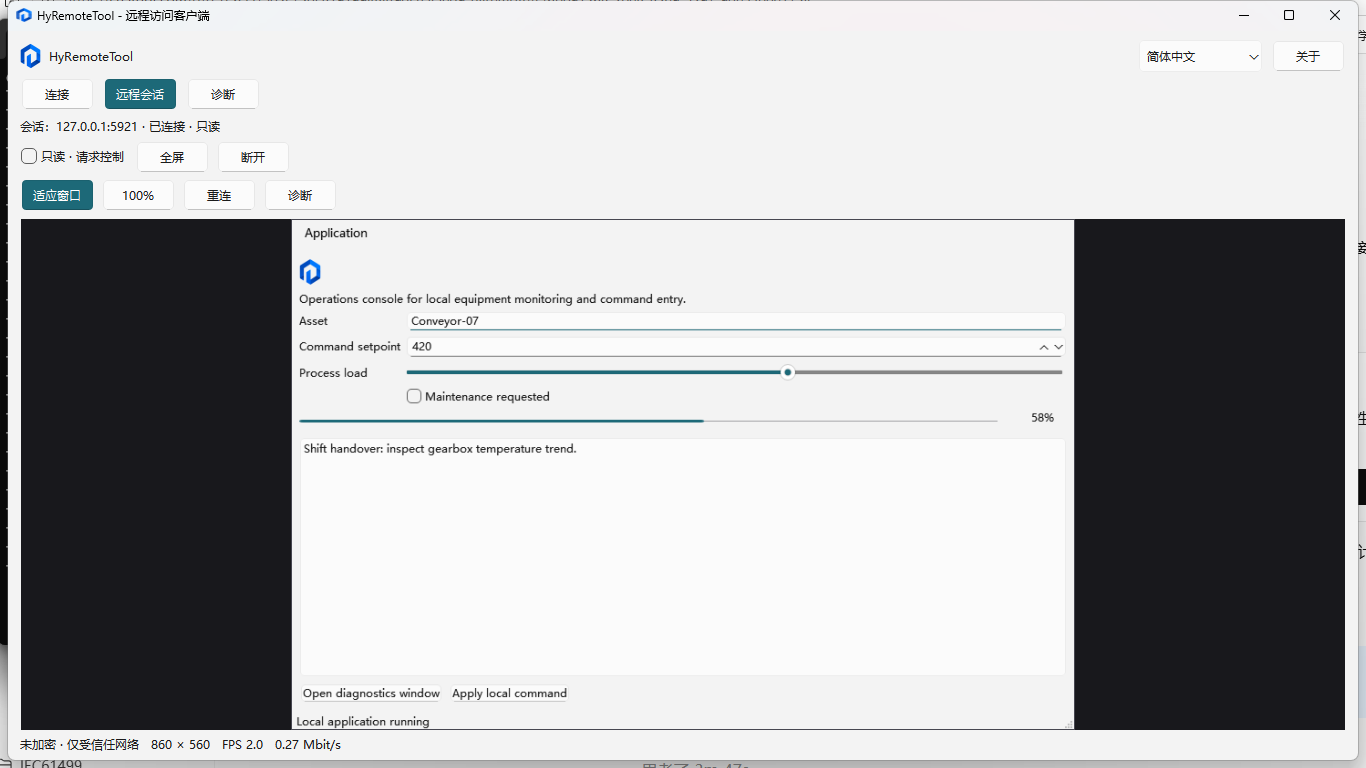 HyRemoteTool - 远程访问客户端
HyRemoteTool
简体中文
关于
连接
远程会话
诊断
会话：127.0.0.1:5921 · 已连接 · 只读
只读 · 请求控制
全屏
断开
适应窗口
100%
重连
诊断
Application
Operations console for local equipment monitoring and command entry.
Asset
Conveyor-07
Command setpoint
420
Process load
Maintenance requested
58%
Shift handover: inspect gearbox temperature trend.
Open diagnostics window
Apply local command
Local application running
未加密 · 仅受信任网络
860 × 560
FPS 2.0
0.27 Mbit/s
IEC61499